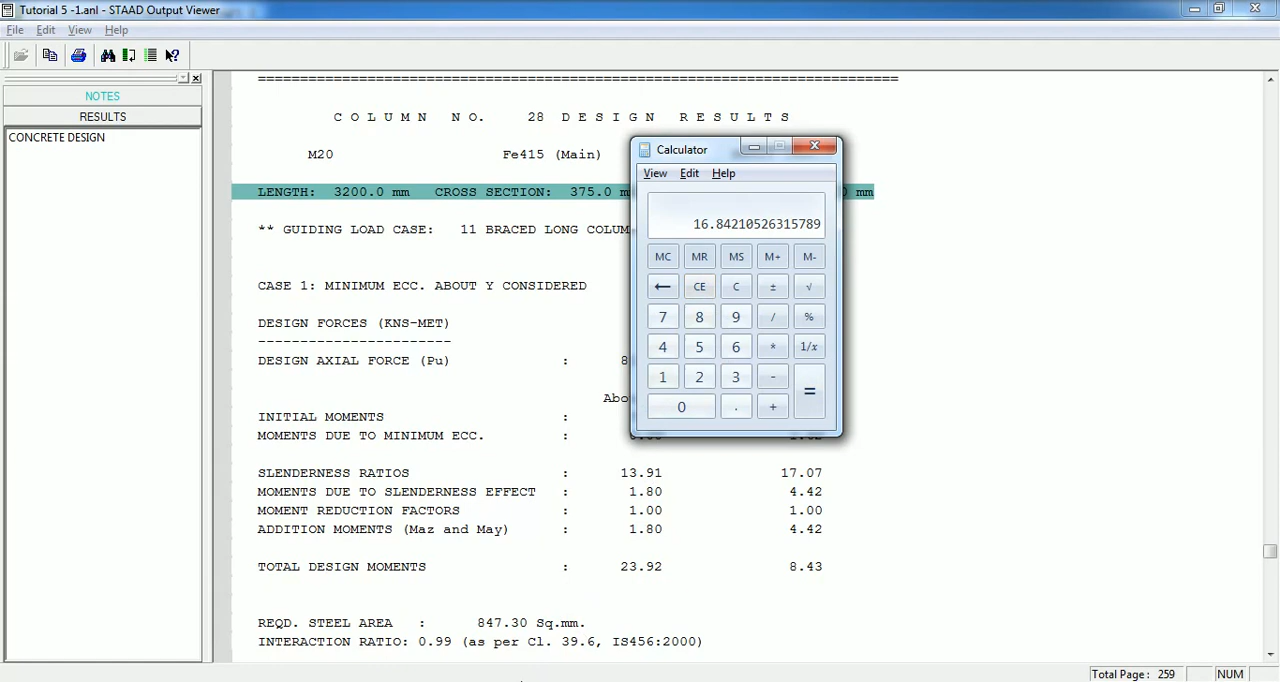 Tutorial 5 -1.anl - STAAD Output Viewer
File Edit View Help
NOTES
RESULTS
CONCRETE DESIGN
============================================================================
C O L U M N N O. 28 D E S I G N R E S U L T S
M20 Fe415 (Main)
LENGTH: 3200.0 mm CROSS SECTION: 375.0 m mm
** GUIDING LOAD CASE: 11 BRACED LONG COLUM
CASE 1: MINIMUM ECC. ABOUT Y CONSIDERED
DESIGN FORCES (KNS-MET)
-----------------------
DESIGN AXIAL FORCE (Pu) : 8
Abo
INITIAL MOMENTS :
MOMENTS DUE TO MINIMUM ECC. :
SLENDERNESS RATIOS : 13.91 17.07
MOMENTS DUE TO SLENDERNESS EFFECT : 1.80 4.42
MOMENT REDUCTION FACTORS : 1.00 1.00
ADDITION MOMENTS (Maz and May) : 1.80 4.42
TOTAL DESIGN MOMENTS : 23.92 8.43
REQD. STEEL AREA : 847.30 Sq.mm.
INTERACTION RATIO: 0.99 (as per Cl. 39.6, IS456:2000)
Calculator
View Edit Help
16.84210526315789
MC MR MS M+ M-
← CE C ± √
7 8 9 / %
4 5 6 * 1/x
1 2 3 - =
0 . +
Total Page: 259 NUM